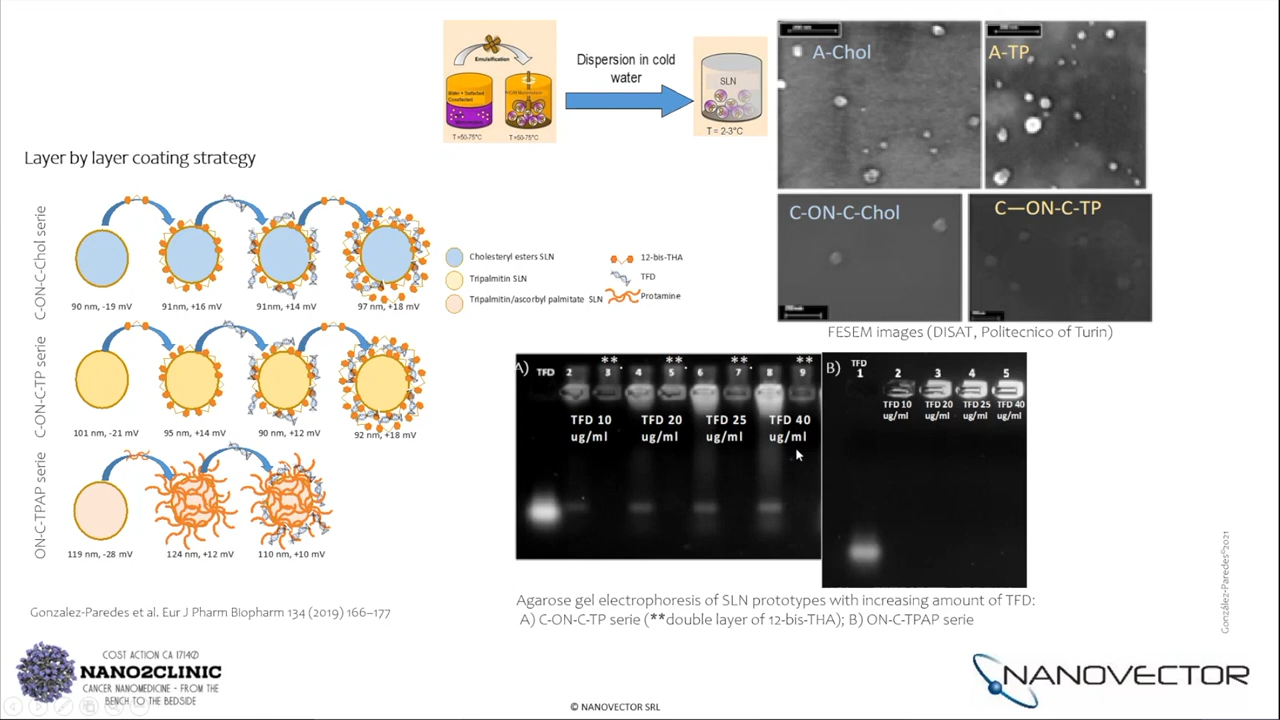 Emulsification
Water + Surfactant
Cosurfactant
T =50-75°C
T =50-75°C
Dispersion in cold
water
SLN
T = 2-3°C
A-Chol
A-TP
C-ON-C-Chol
C—ON-C-TP
FESEM images (DISAT, Politecnico of Turin)
Layer by layer coating strategy
C-ON-C-Chol serie
90 nm, -19 mV
91nm, +16 mV
91nm, +14 mV
97 nm, +18 mV
C-ON-C-TP serie
101 nm, -21 mV
95 nm, +14 mV
90 nm, +12 mV
92 nm, +18 mV
ON-C-TPAP serie
119 nm, -28 mV
124 nm, +12 mV
110 nm, +10 mV
Cholesteryl esters SLN
Tripalmitin SLN
Tripalmitin/ascorbyl palmitate SLN
12-bis-THA
TFD
Protamine
A)
** ** ** **
TFD 2 3 4 5 6 7 8 9
TFD 10
ug/ml
TFD 20
ug/ml
TFD 25
ug/ml
TFD 40
ug/ml
B)
TFD
1 2 3 4 5
TFD 10
ug/ml
TFD 20
ug/ml
TFD 25
ug/ml
TFD 40
ug/ml
Agarose gel electrophoresis of SLN prototypes with increasing amount of TFD:
A) C-ON-C-TP serie (**double layer of 12-bis-THA); B) ON-C-TPAP serie
González-Paredes©2021
Gonzalez-Paredes et al. Eur J Pharm Biopharm 134 (2019) 166–177
COST ACTION CA 17140
NANO2CLINIC
CANCER NANOMEDICINE - FROM THE
BENCH TO THE BEDSIDE
© NANOVECTOR SRL
NANOVECTOR